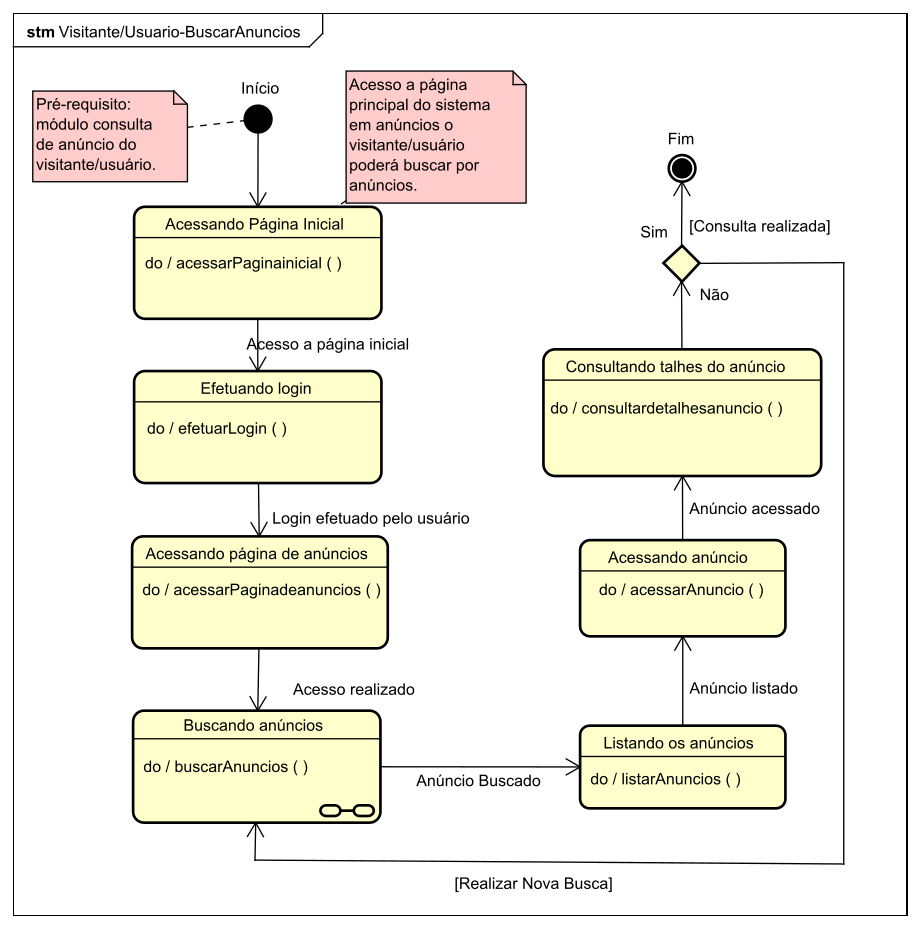 stm Visitante/Usuario-BuscarAnuncios
Início
Pré-requisito:
módulo consulta
de anúncio do
visitante/usuário.
Acesso a página
principal do sistema
em anúncios o
visitante/usuário
poderá buscar por
anúncios.
Acessando Página Inicial
do / acessarPaginainicial ( )
Acesso a página inicial
Efetuando login
do / efetuarLogin ( )
Login efetuado pelo usuário
Acessando página de anúncios
do / acessarPaginadeanuncios ( )
Acesso realizado
Buscando anúncios
do / buscarAnuncios ( )
Anúncio Buscado
Listando os anúncios
do / listarAnuncios ( )
Anúncio listado
Acessando anúncio
do / acessarAnuncio ( )
Anúncio acessado
Consultando talhes do anúncio
do / consultardetalhesanuncio ( )
Não
Sim
[Consulta realizada]
Fim
[Realizar Nova Busca]